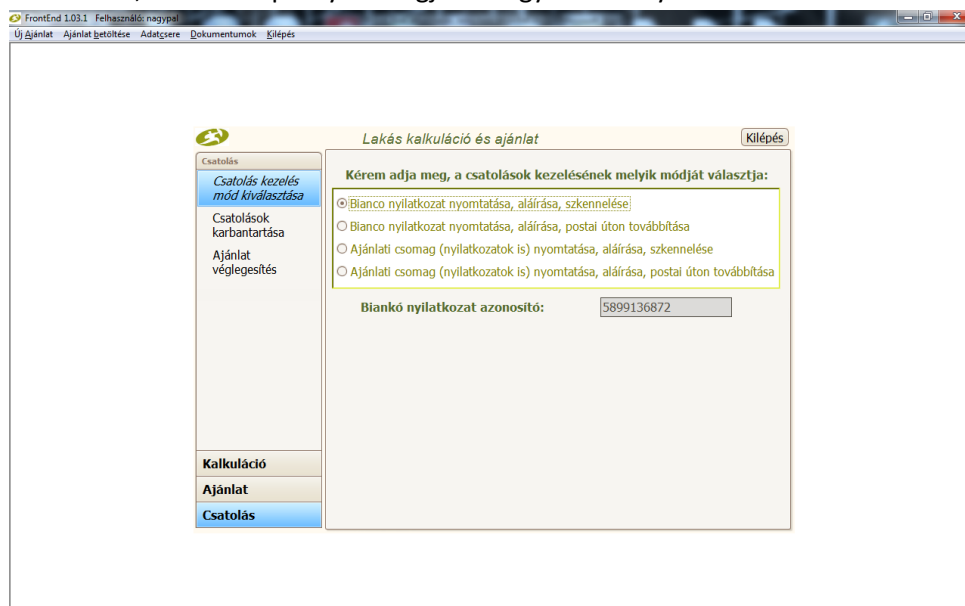 FrontEnd 1.03.1 Felhasználó: nagypal
Új Ajánlat Ajánlat betöltése Adatcsere Dokumentumok Kilépés
Lakás kalkuláció és ajánlat
Kilépés
Csatolás
Csatolás kezelés
mód kiválasztása
Csatolások
karbantartása
Ajánlat
véglegesítés
Kérem adja meg, a csatolások kezelésének melyik módját választja:
Bianco nyilatkozat nyomtatása, aláírása, szkennelése
Bianco nyilatkozat nyomtatása, aláírása, postai úton továbbítása
Ajánlati csomag (nyilatkozatok is) nyomtatása, aláírása, szkennelése
Ajánlati csomag (nyilatkozatok is) nyomtatása, aláírása, postai úton továbbítása
Biankó nyilatkozat azonosító:
5899136872
Kalkuláció
Ajánlat
Csatolás